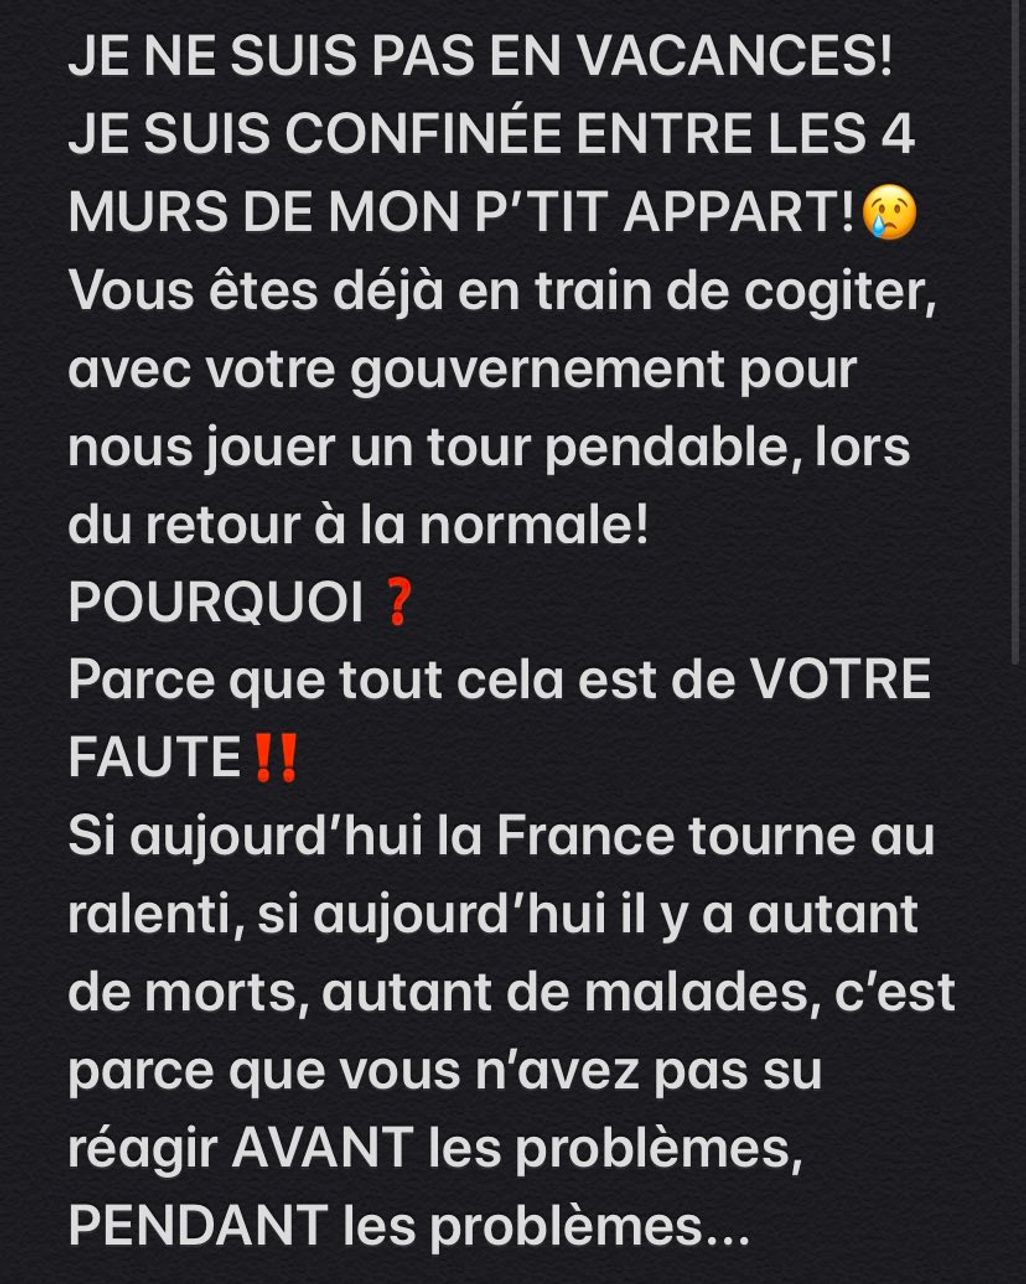 JE NE SUIS PAS EN VACANCES!
JE SUIS CONFINÉE ENTRE LES 4
MURS DE MON P’TIT APPART!😢
Vous êtes déjà en train de cogiter,
avec votre gouvernement pour
nous jouer un tour pendable, lors
du retour à la normale!
POURQUOI ❓
Parce que tout cela est de VOTRE
FAUTE‼️
Si aujourd’hui la France tourne au
ralenti, si aujourd’hui il y a autant
de morts, autant de malades, c’est
parce que vous n’avez pas su
réagir AVANT les problèmes,
PENDANT les problèmes...